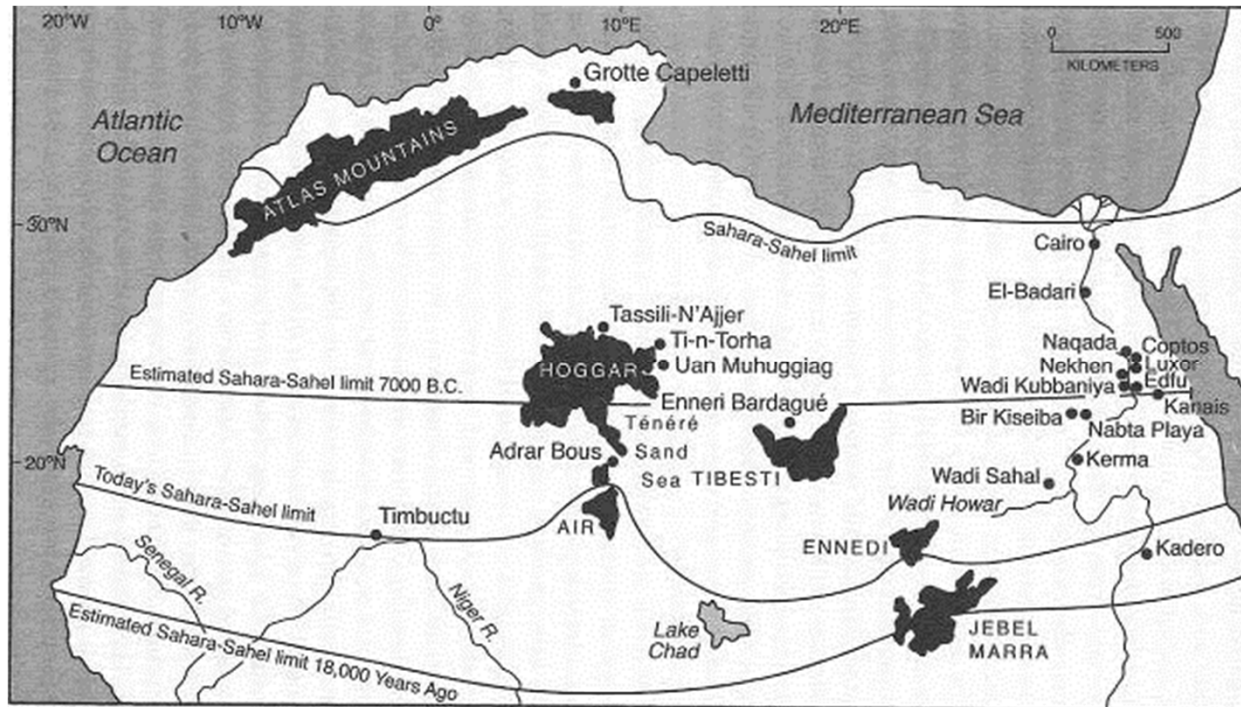 20°W
10°W
0°
10°E
20°E
0
500
KILOMETERS
Grotte Capeletti
Atlantic
Ocean
Mediterranean Sea
ATLAS MOUNTAINS
30°N
Sahara-Sahel limit
Cairo
El-Badari
Tassili-N'Ajjer
Ti-n-Torha
HOGGAR
Uan Muhuggiag
Naqada
Coptos
Nekhen
Luxor
Wadi Kubbaniya
Edfu
Kanais
Estimated Sahara-Sahel limit 7000 B.C.
Enneri Bardagué
Bir Kiseiba
Nabta Playa
Ténéré
Sand
Sea
Adrar Bous
20°N
TIBESTI
Kerma
Wadi Sahal
Wadi Howar
Today's Sahara-Sahel limit
Timbuctu
AIR
ENNEDI
Kadero
Senegal R.
Niger R.
Lake
Chad
JEBEL
MARRA
Estimated Sahara-Sahel limit 18,000 Years Ago